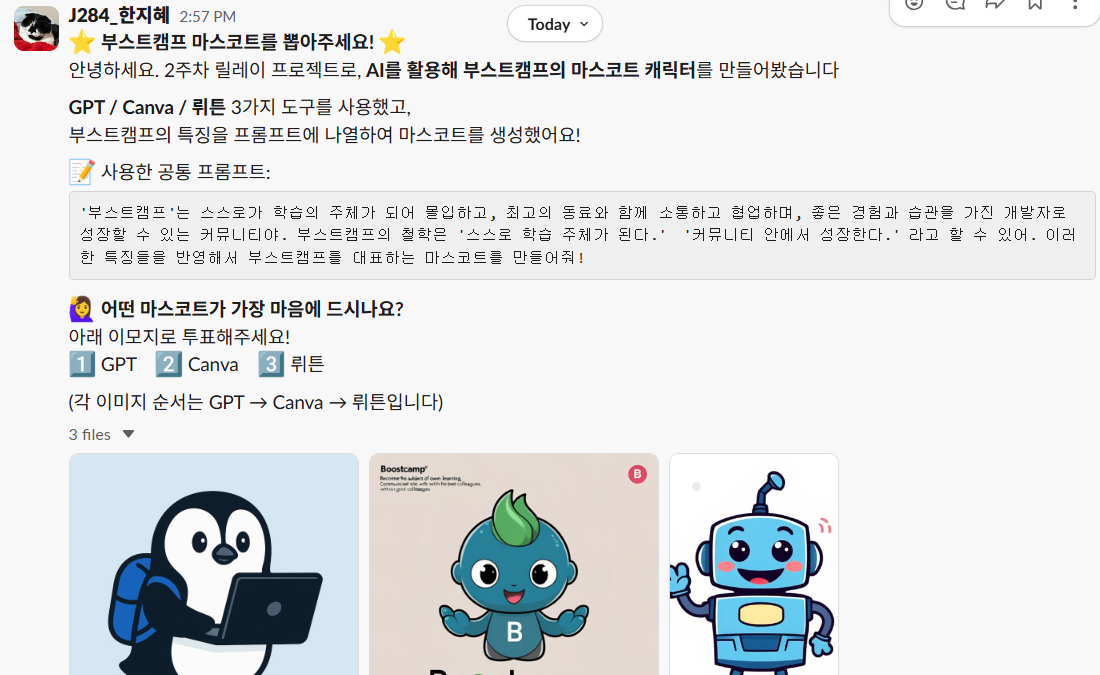 J284_한지혜 2:57 PM
Today
⭐ 부스트캠프 마스코트를 뽑아주세요! ⭐
안녕하세요. 2주차 릴레이 프로젝트로, AI를 활용해 부스트캠프의 마스코트 캐릭터를 만들어봤습니다
GPT / Canva / 뤼튼 3가지 도구를 사용했고,
부스트캠프의 특징을 프롬프트에 나열하여 마스코트를 생성했어요!
📝 사용한 공통 프롬프트:
'부스트캠프'는 스스로가 학습의 주체가 되어 몰입하고, 최고의 동료와 함께 소통하고 협업하며, 좋은 경험과 습관을 가진 개발자로
성장할 수 있는 커뮤니티야. 부스트캠프의 철학은 '스스로 학습 주체가 된다.' '커뮤니티 안에서 성장한다.' 라고 할 수 있어. 이러
한 특징들을 반영해서 부스트캠프를 대표하는 마스코트를 만들어줘!
🙋‍♀️ 어떤 마스코트가 가장 마음에 드시나요?
아래 이모지로 투표해주세요!
1️⃣ GPT 2️⃣ Canva 3️⃣ 뤼튼
(각 이미지 순서는 GPT → Canva → 뤼튼입니다)
3 files
Boostcamp
B
Become the subject of own learning
B